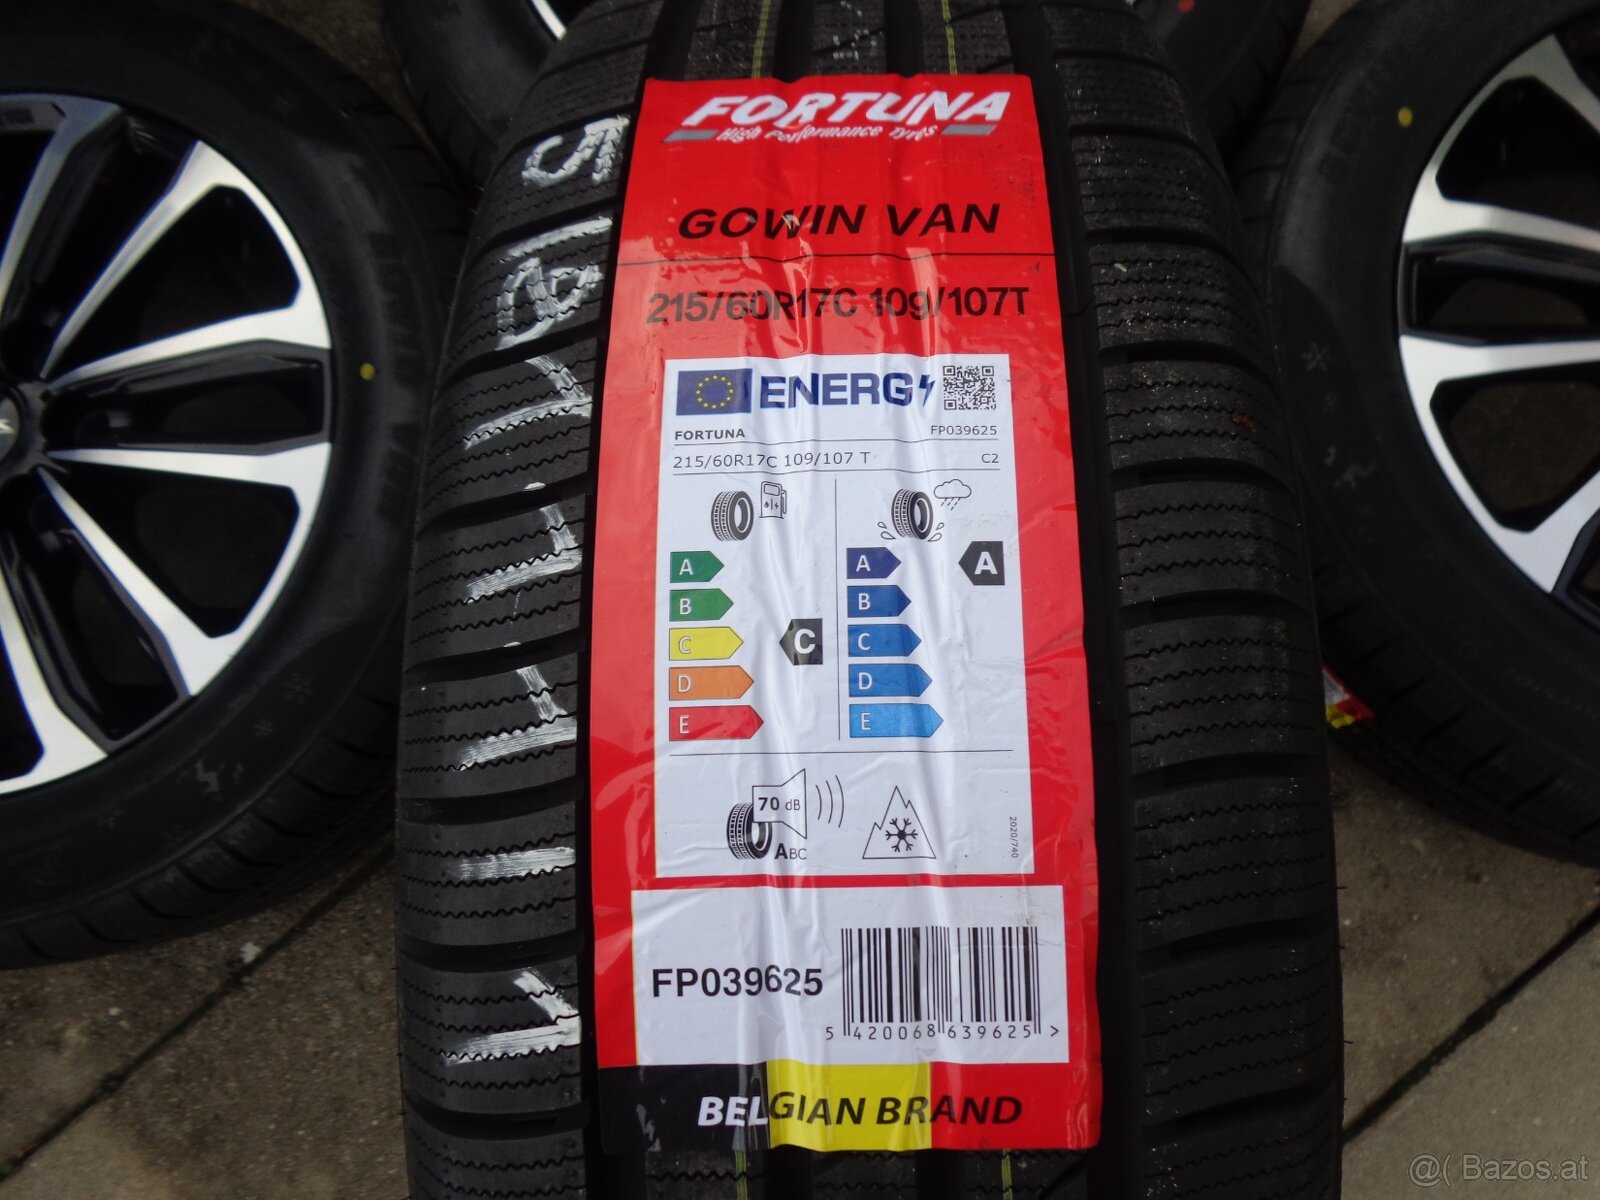 FORTUNA
High Performance Tyres
GOWIN VAN
215/60R17C 109/107T
ENERG
FORTUNA FP039625
215/60R17C 109/107 T C2
A A A
B B
C C C
D D
E E
70 dB
ABC
2020/740
FP039625
5 420068 639625 >
BELGIAN BRAND
@( Bazos.at